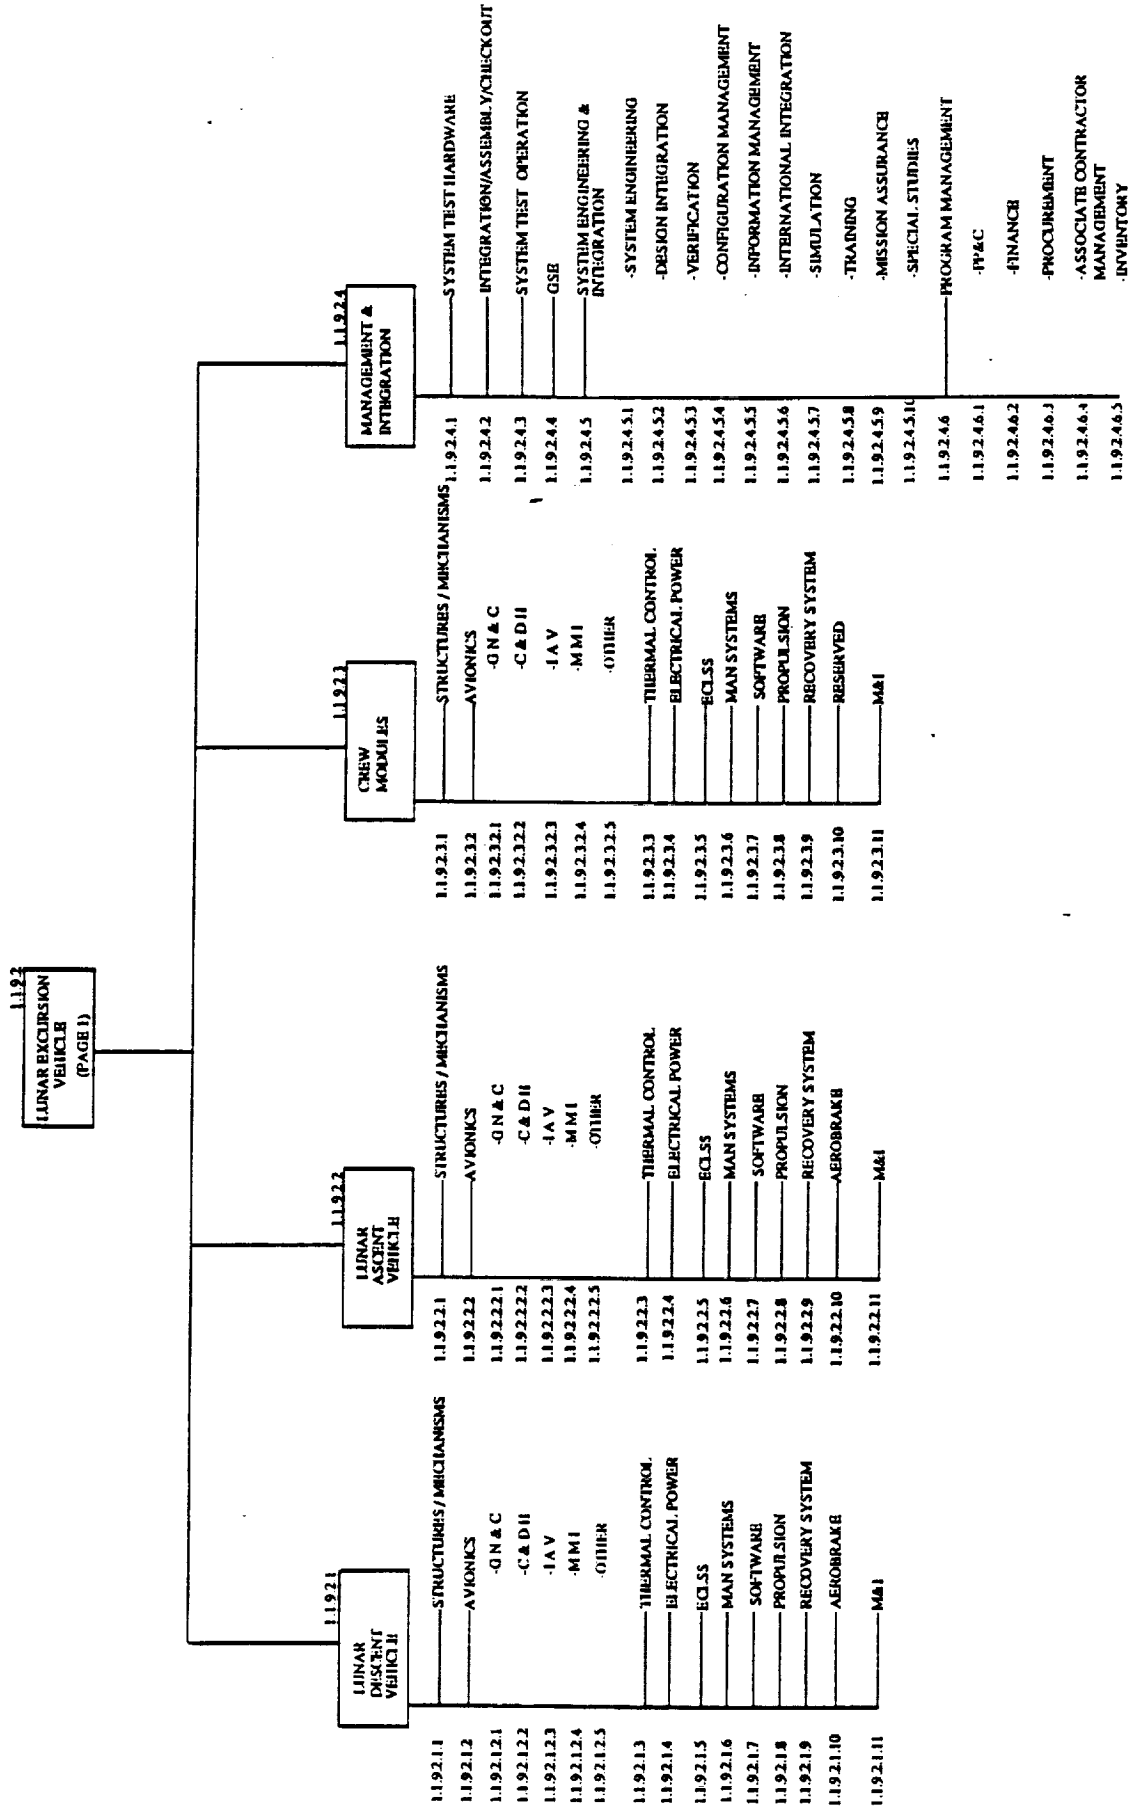 1.1.9.2
LUNAR EXCURSION
VEHICLE
(PAGE 1)
1.1.9.2.1
LUNAR
DESCENT
VEHICLE
1.1.9.2.1.1 STRUCTURES / MECHANISMS
1.1.9.2.1.2 AVIONICS
1.1.9.2.1.2.1 -GN & C
1.1.9.2.1.2.2 -C & DH
1.1.9.2.1.2.3 -IAV
1.1.9.2.1.2.4 -MMI
1.1.9.2.1.2.5 -OTHER
1.1.9.2.1.3 THERMAL CONTROL
1.1.9.2.1.4 ELECTRICAL POWER
1.1.9.2.1.5 ECLSS
1.1.9.2.1.6 MAN SYSTEMS
1.1.9.2.1.7 SOFTWARE
1.1.9.2.1.8 PROPULSION
1.1.9.2.1.9 RECOVERY SYSTEM
1.1.9.2.1.10 AEROBRAKE
1.1.9.2.1.11 M&I
1.1.9.2.2
LUNAR
ASCENT
VEHICLE
1.1.9.2.2.1 STRUCTURES / MECHANISMS
1.1.9.2.2.2 AVIONICS
1.1.9.2.2.2.1 -GN & C
1.1.9.2.2.2.2 -C & DH
1.1.9.2.2.2.3 -IAV
1.1.9.2.2.2.4 -MMI
1.1.9.2.2.2.5 -OTHER
1.1.9.2.2.3 THERMAL CONTROL
1.1.9.2.2.4 ELECTRICAL POWER
1.1.9.2.2.5 ECLSS
1.1.9.2.2.6 MAN SYSTEMS
1.1.9.2.2.7 SOFTWARE
1.1.9.2.2.8 PROPULSION
1.1.9.2.2.9 RECOVERY SYSTEM
1.1.9.2.2.10 AEROBRAKE
1.1.9.2.2.11 M&I
1.1.9.2.3
CREW
MODULES
1.1.9.2.3.1 STRUCTURES / MECHANISMS
1.1.9.2.3.2 AVIONICS
1.1.9.2.3.2.1 -GN & C
1.1.9.2.3.2.2 -C & DH
1.1.9.2.3.2.3 -IAV
1.1.9.2.3.2.4 -MMI
1.1.9.2.3.2.5 -OTHER
1.1.9.2.3.3 THERMAL CONTROL
1.1.9.2.3.4 ELECTRICAL POWER
1.1.9.2.3.5 ECLSS
1.1.9.2.3.6 MAN SYSTEMS
1.1.9.2.3.7 SOFTWARE
1.1.9.2.3.8 PROPULSION
1.1.9.2.3.9 RECOVERY SYSTEM
1.1.9.2.3.10 RESERVED
1.1.9.2.3.11 M&I
1.1.9.2.4
MANAGEMENT &
INTEGRATION
1.1.9.2.4.1 SYSTEM TEST HARDWARE
1.1.9.2.4.2 INTEGRATION/ASSEMBLY/CHECKOUT
1.1.9.2.4.3 SYSTEM TEST OPERATION
1.1.9.2.4.4 GSE
1.1.9.2.4.5 SYSTEM ENGINEERING &
INTEGRATION
1.1.9.2.4.5.1 -SYSTEM ENGINEERING
1.1.9.2.4.5.2 -DESIGN INTEGRATION
1.1.9.2.4.5.3 -VERIFICATION
1.1.9.2.4.5.4 -CONFIGURATION MANAGEMENT
1.1.9.2.4.5.5 -INFORMATION MANAGEMENT
1.1.9.2.4.5.6 -INTERNATIONAL INTEGRATION
1.1.9.2.4.5.7 -SIMULATION
1.1.9.2.4.5.8 -TRAINING
1.1.9.2.4.5.9 -MISSION ASSURANCE
1.1.9.2.4.5.10 -SPECIAL STUDIES
1.1.9.2.4.6 PROGRAM MANAGEMENT
1.1.9.2.4.6.1 -PP&C
1.1.9.2.4.6.2 -FINANCE
1.1.9.2.4.6.3 -PROCUREMENT
1.1.9.2.4.6.4 -ASSOCIATE CONTRACTOR
MANAGEMENT
1.1.9.2.4.6.5 -INVENTORY